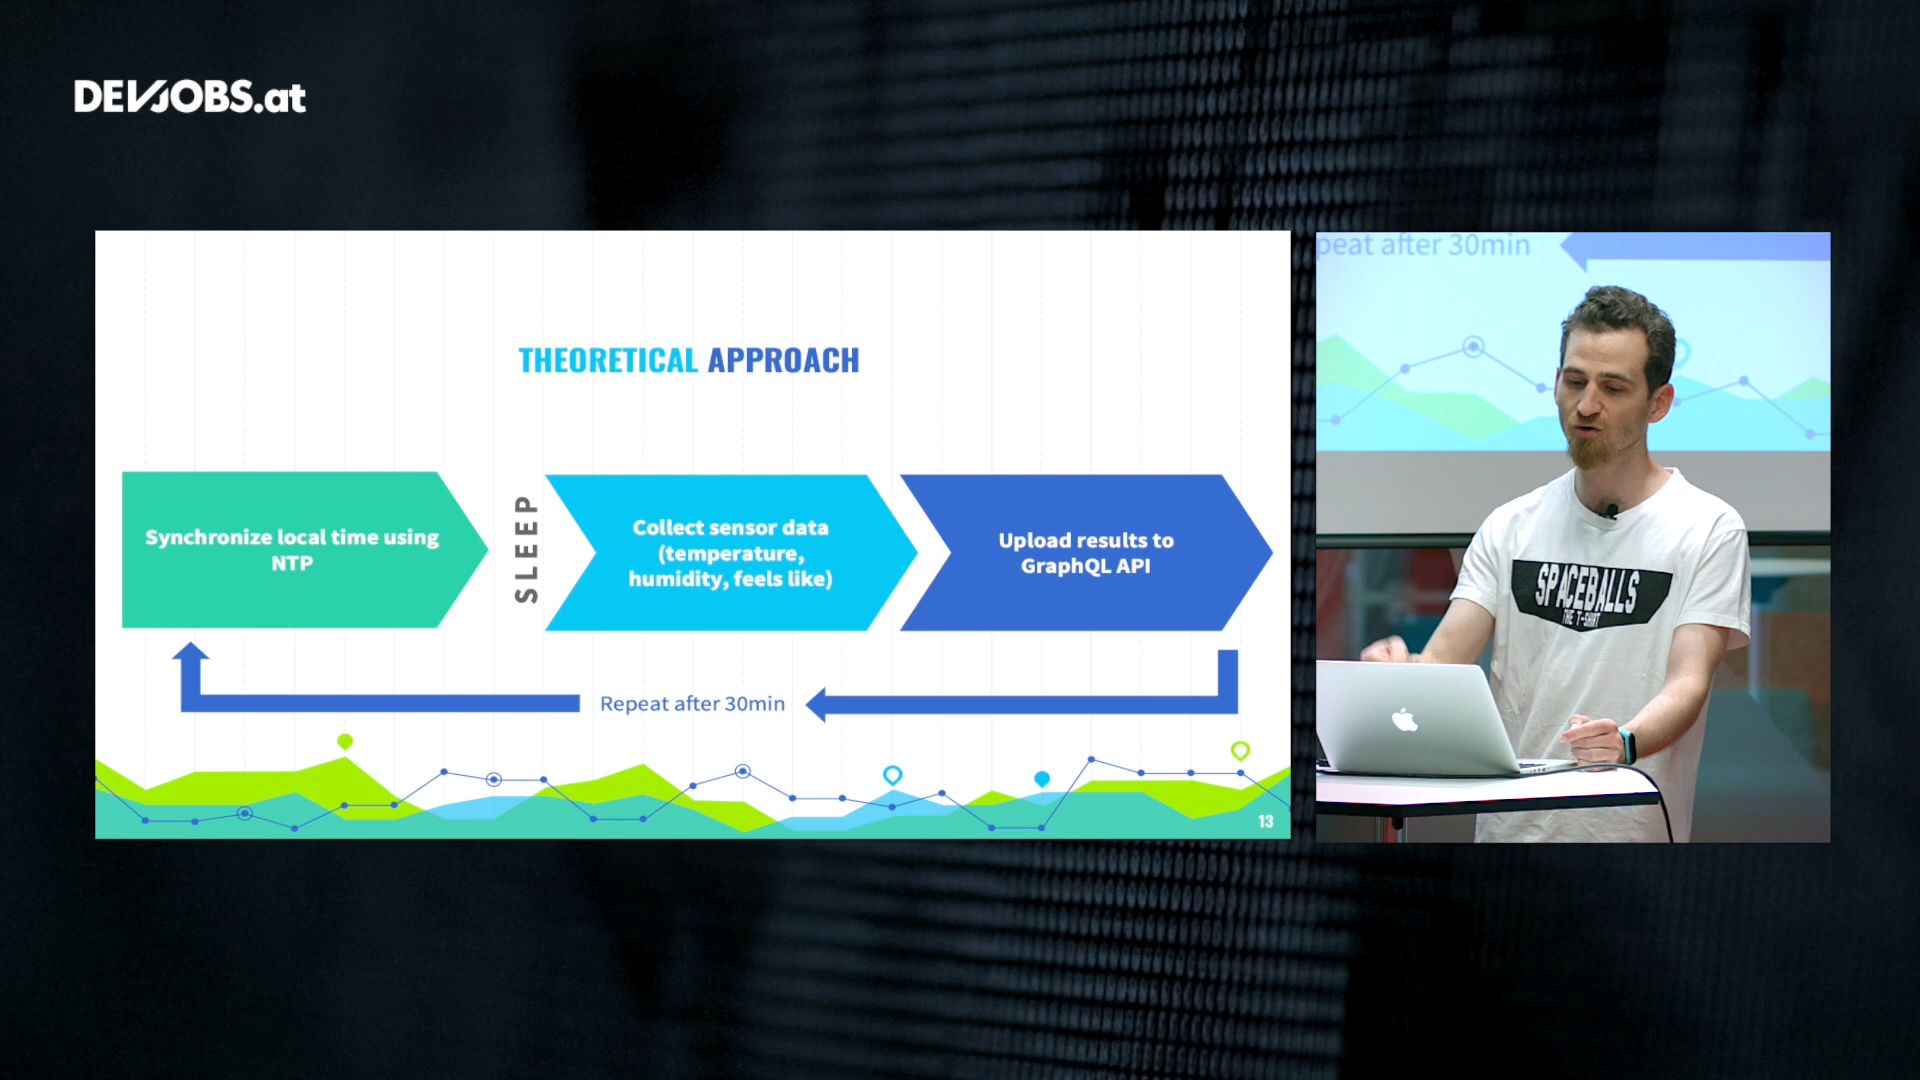 DEVJOBS.at
THEORETICAL APPROACH
Synchronize local time using
NTP
SLEEP
Collect sensor data
(temperature,
humidity, feels like)
Upload results to
GraphQL API
Repeat after 30min
13
peat after 30min
SPACEBALLS
THE T-SHIRT